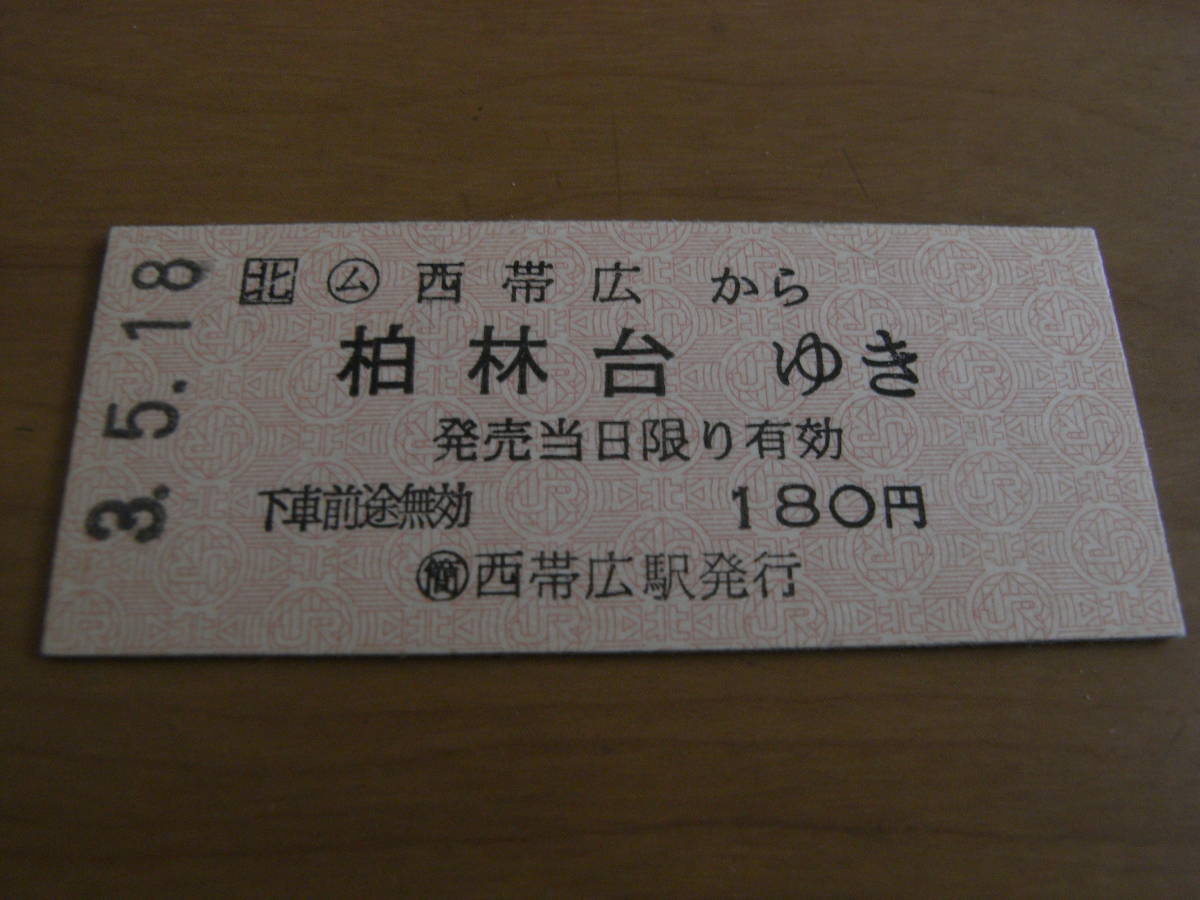 3. 5. 18
北 ム 西帯広 から
柏林台 ゆき
発売当日限り有効
下車前途無効 180円
簡 西帯広駅発行